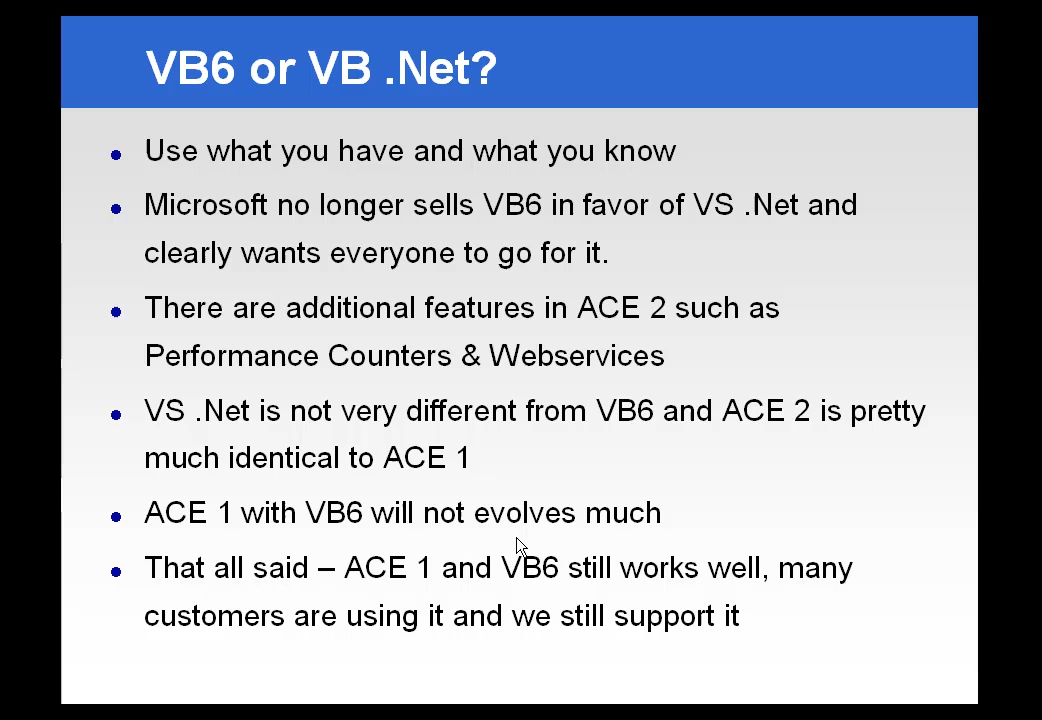 VB6 or VB .Net?
Use what you have and what you know
Microsoft no longer sells VB6 in favor of VS .Net and
clearly wants everyone to go for it.
There are additional features in ACE 2 such as
Performance Counters & Webservices
VS .Net is not very different from VB6 and ACE 2 is pretty
much identical to ACE 1
ACE 1 with VB6 will not evolves much
That all said – ACE 1 and VB6 still works well, many
customers are using it and we still support it